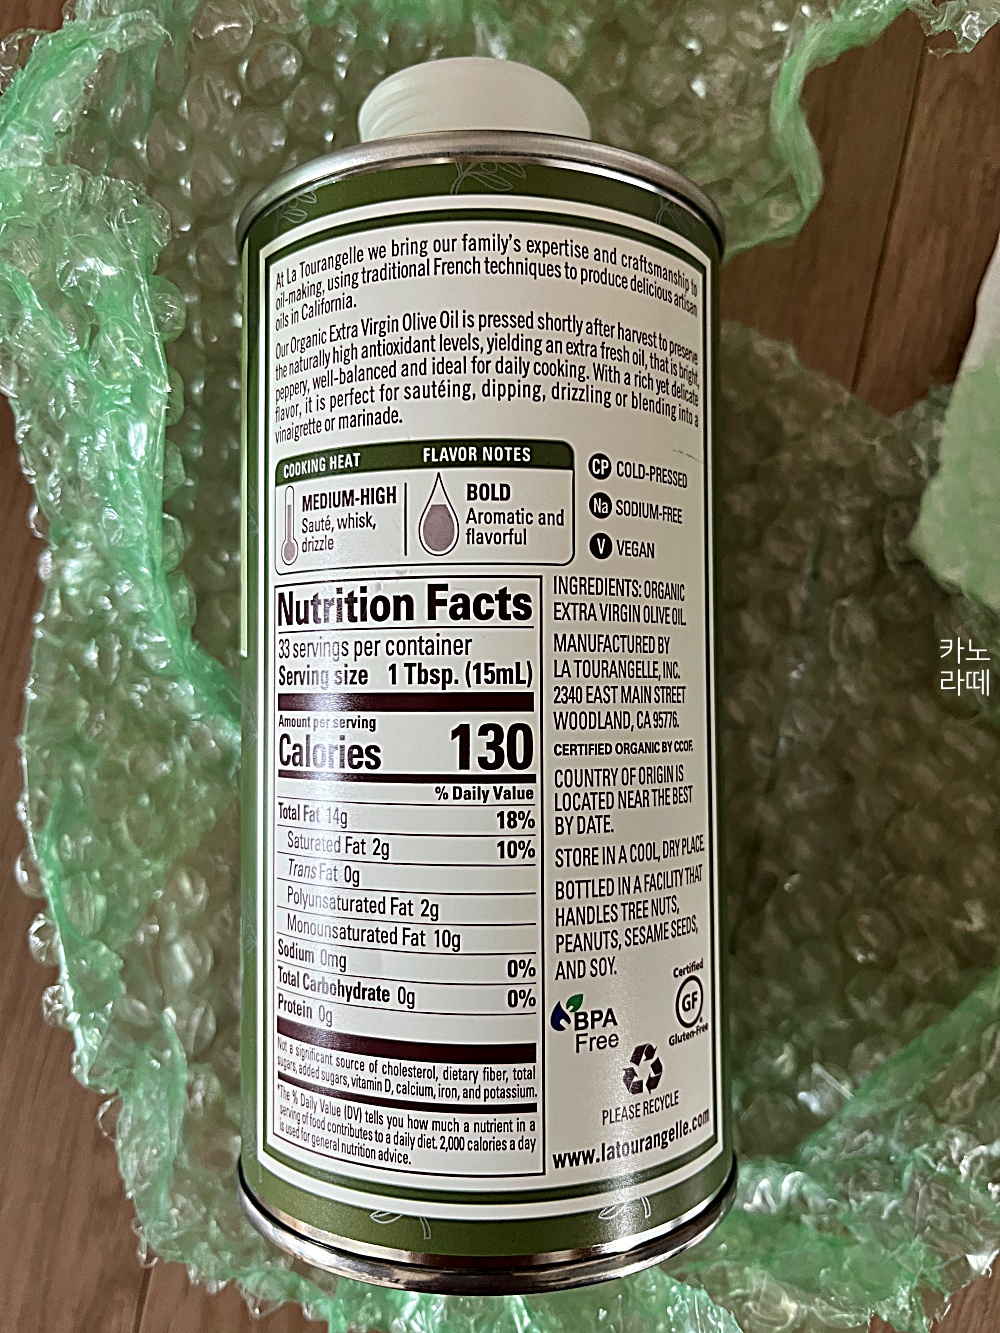 At La Tourangelle we bring our family's expertise and craftsmanship to
oil-making, using traditional French techniques to produce delicious artisan
oils in California.
Our Organic Extra Virgin Olive Oil is pressed shortly after harvest to preserve
the naturally high antioxidant levels, yielding an extra fresh oil, that is bright,
peppery, well-balanced and ideal for daily cooking. With a rich yet delicate
flavor, it is perfect for sautéing, dipping, drizzling or blending into a
vinaigrette or marinade.
COOKING HEAT
MEDIUM-HIGH
Sauté, whisk,
drizzle
FLAVOR NOTES
BOLD
Aromatic and
flavorful
CP COLD-PRESSED
Na SODIUM-FREE
V VEGAN
Nutrition Facts
33 servings per container
Serving size 1 Tbsp. (15mL)
Amount per serving
Calories 130
% Daily Value
Total Fat 14g 18%
Saturated Fat 2g 10%
Trans Fat 0g
Polyunsaturated Fat 2g
Monounsaturated Fat 10g
Sodium 0mg 0%
Total Carbohydrate 0g 0%
Protein 0g
Not a significant source of cholesterol, dietary fiber, total
sugars, added sugars, vitamin D, calcium, iron, and potassium.
*The % Daily Value (DV) tells you how much a nutrient in a
serving of food contributes to a daily diet. 2,000 calories a day
is used for general nutrition advice.
INGREDIENTS: ORGANIC
EXTRA VIRGIN OLIVE OIL.
MANUFACTURED BY
LA TOURANGELLE, INC.
2340 EAST MAIN STREET
WOODLAND, CA 95776.
CERTIFIED ORGANIC BY CCOF.
COUNTRY OF ORIGIN IS
LOCATED NEAR THE BEST
BY DATE.
STORE IN A COOL, DRY PLACE.
BOTTLED IN A FACILITY THAT
HANDLES TREE NUTS,
PEANUTS, SESAME SEEDS,
AND SOY.
BPA
Free
Certified
GF
Gluten-Free
PLEASE RECYCLE
www.latourangelle.com
카노
라떼